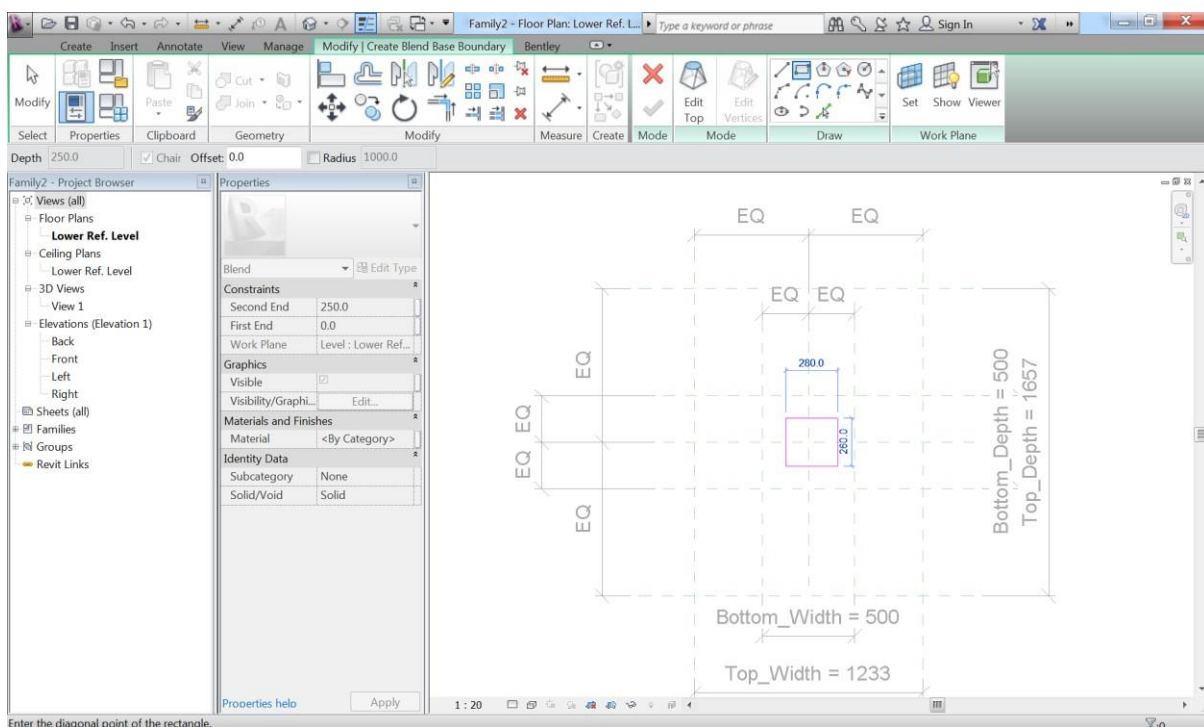 Family2 - Floor Plan: Lower Ref. L...
Type a keyword or phrase
Sign In
Create Insert Annotate View Manage Modify | Create Blend Base Boundary Bentley
Modify
Paste
Cut
Join
Edit Top
Edit Vertices
Set Show Viewer
Select Properties Clipboard Geometry Modify Measure Create Mode Mode Draw Work Plane
Depth 250.0 Chair Offset: 0.0 Radius 1000.0
Family2 - Project Browser
Views (all)
Floor Plans
Lower Ref. Level
Ceiling Plans
Lower Ref. Level
3D Views
View 1
Elevations (Elevation 1)
Back
Front
Left
Right
Sheets (all)
Families
Groups
Revit Links
Properties
Blend Edit Type
Constraints
Second End 250.0
First End 0.0
Work Plane Level : Lower Ref...
Graphics
Visible
Visibility/Graphi... Edit...
Materials and Finishes
Material <By Category>
Identity Data
Subcategory None
Solid/Void Solid
Properties help Apply
EQ EQ
EQ EQ
EQ
EQ
EQ
EQ
280.0
260.0
Bottom_Depth = 500
Top_Depth = 1657
Bottom_Width = 500
Top_Width = 1233
1 : 20
Enter the diagonal point of the rectangle.
:0